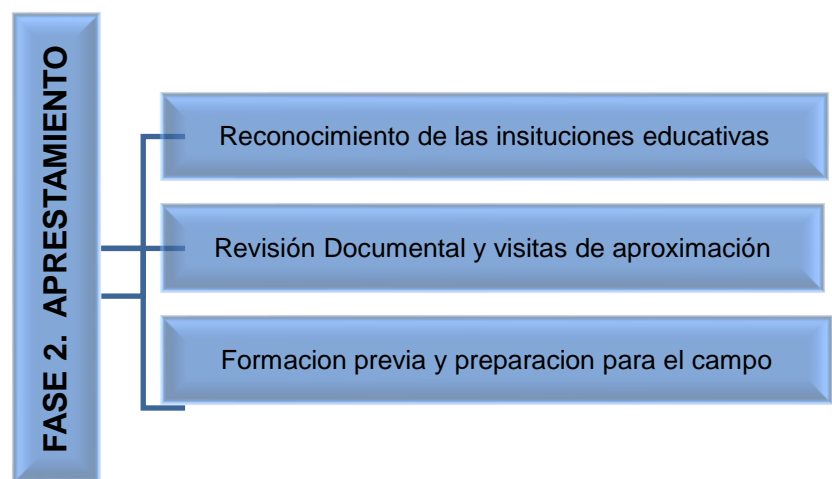 FASE 2. APRESTAMIENTO
Reconocimiento de las insituciones educativas
Revisión Documental y visitas de aproximación
Formacion previa y preparacion para el campo